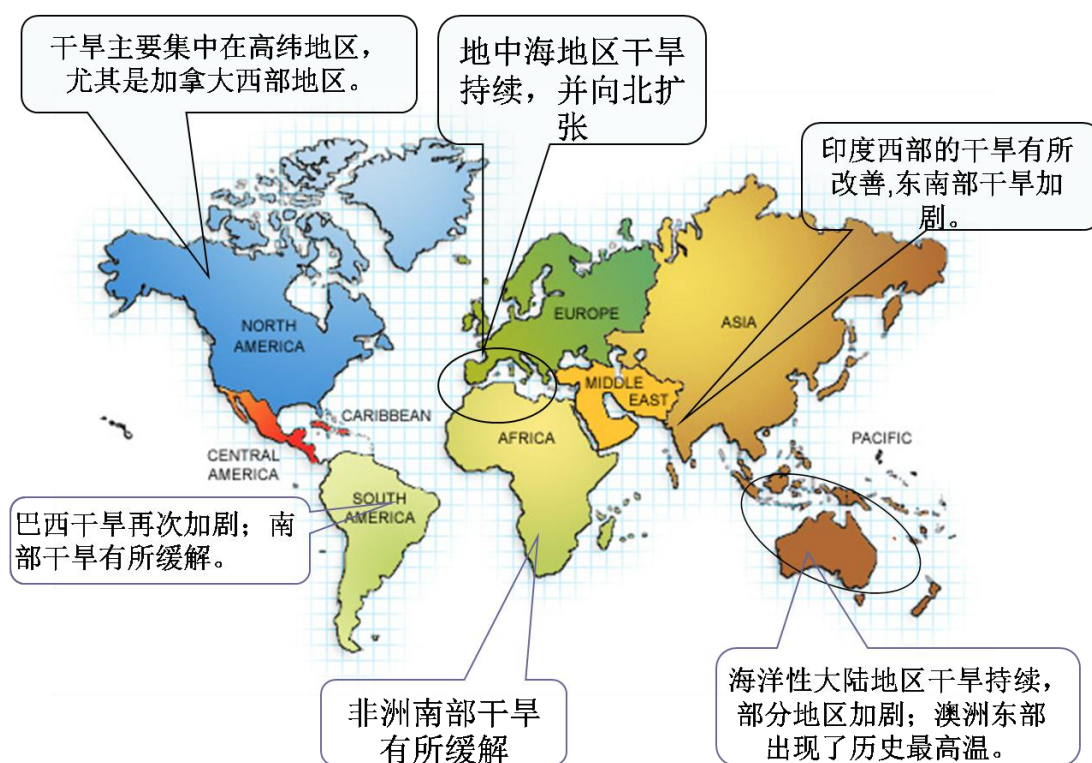 干旱主要集中在高纬地区，
尤其是加拿大西部地区。
地中海地区干旱
持续，并向北扩
张
印度西部的干旱有所
改善,东南部干旱加
剧。
NORTH
AMERICA
EUROPE
ASIA
MIDDLE
EAST
CARIBBEAN
AFRICA
PACIFIC
CENTRAL
AMERICA
SOUTH
AMERICA
巴西干旱再次加剧；南
部干旱有所缓解。
非洲南部干旱
有所缓解
海洋性大陆地区干旱持续，
部分地区加剧；澳洲东部
出现了历史最高温。